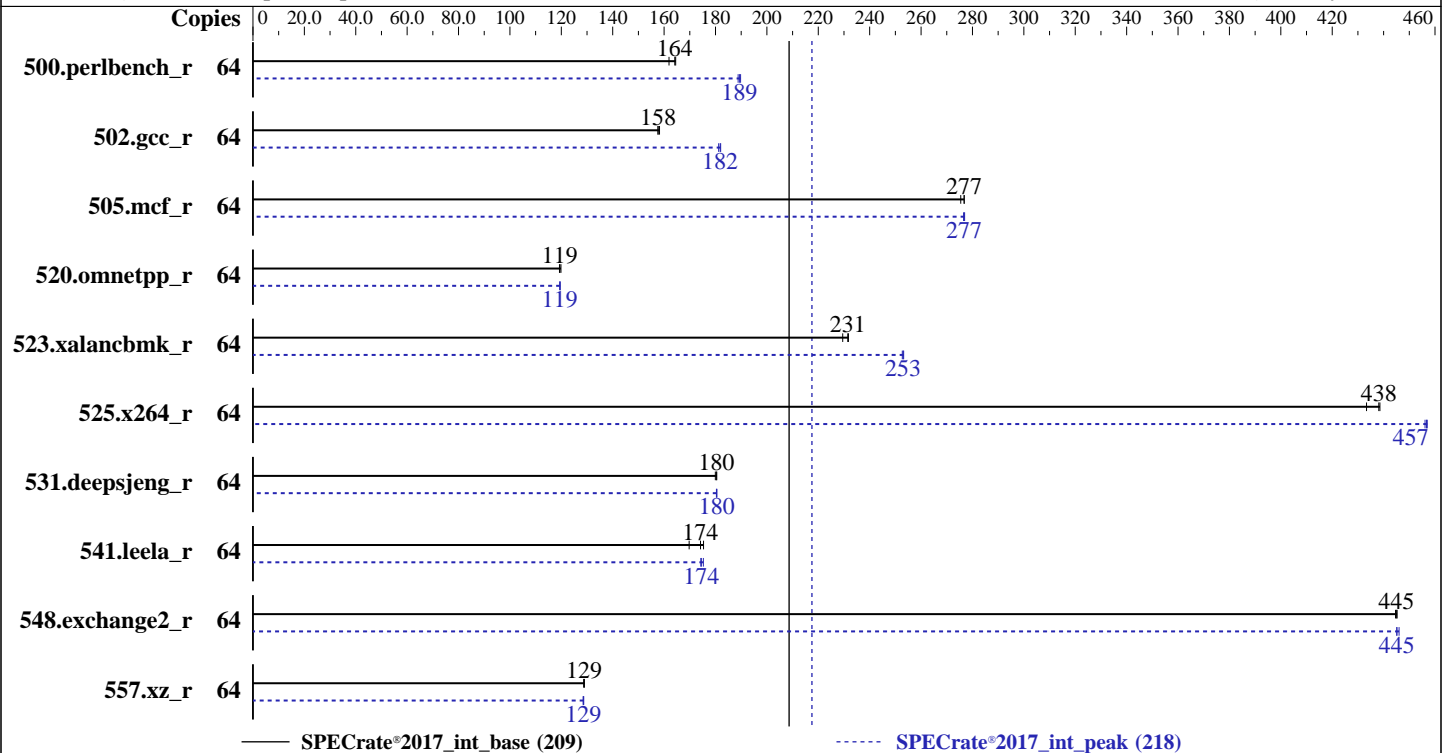 Copies 0 20.0 40.0 60.0 80.0 100 120 140 160 180 200 220 240 260 280 300 320 340 360 380 400 420 460
164
500.perlbench_r 64
189
158
502.gcc_r 64
182
277
505.mcf_r 64
277
119
520.omnetpp_r 64
119
231
523.xalancbmk_r 64
253
438
525.x264_r 64
457
180
531.deepsjeng_r 64
180
174
541.leela_r 64
174
445
548.exchange2_r 64
445
129
557.xz_r 64
129
SPECrate®2017_int_base (209) SPECrate®2017_int_peak (218)